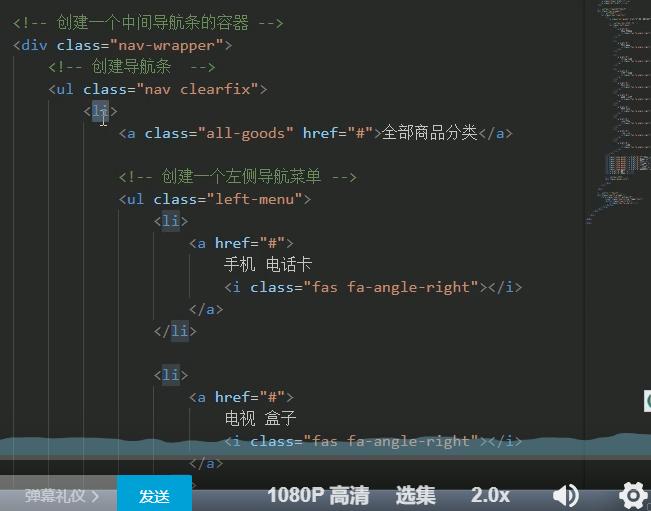 <!-- 创建一个中间导航条的容器 -->
<div class="nav-wrapper">
<!-- 创建导航条  -->
<ul class="nav clearfix">
<li>
<a class="all-goods" href="#">全部商品分类</a>
<!-- 创建一个左侧导航菜单 -->
<ul class="left-menu">
<li>
<a href="#">
手机 电话卡
<i class="fas fa-angle-right"></i>
</a>
</li>
<li>
<a href="#">
电视 盒子
<i class="fas fa-angle-right"></i>
</a>
弹幕礼仪 > 发送 1080P 高清 选集 2.0x